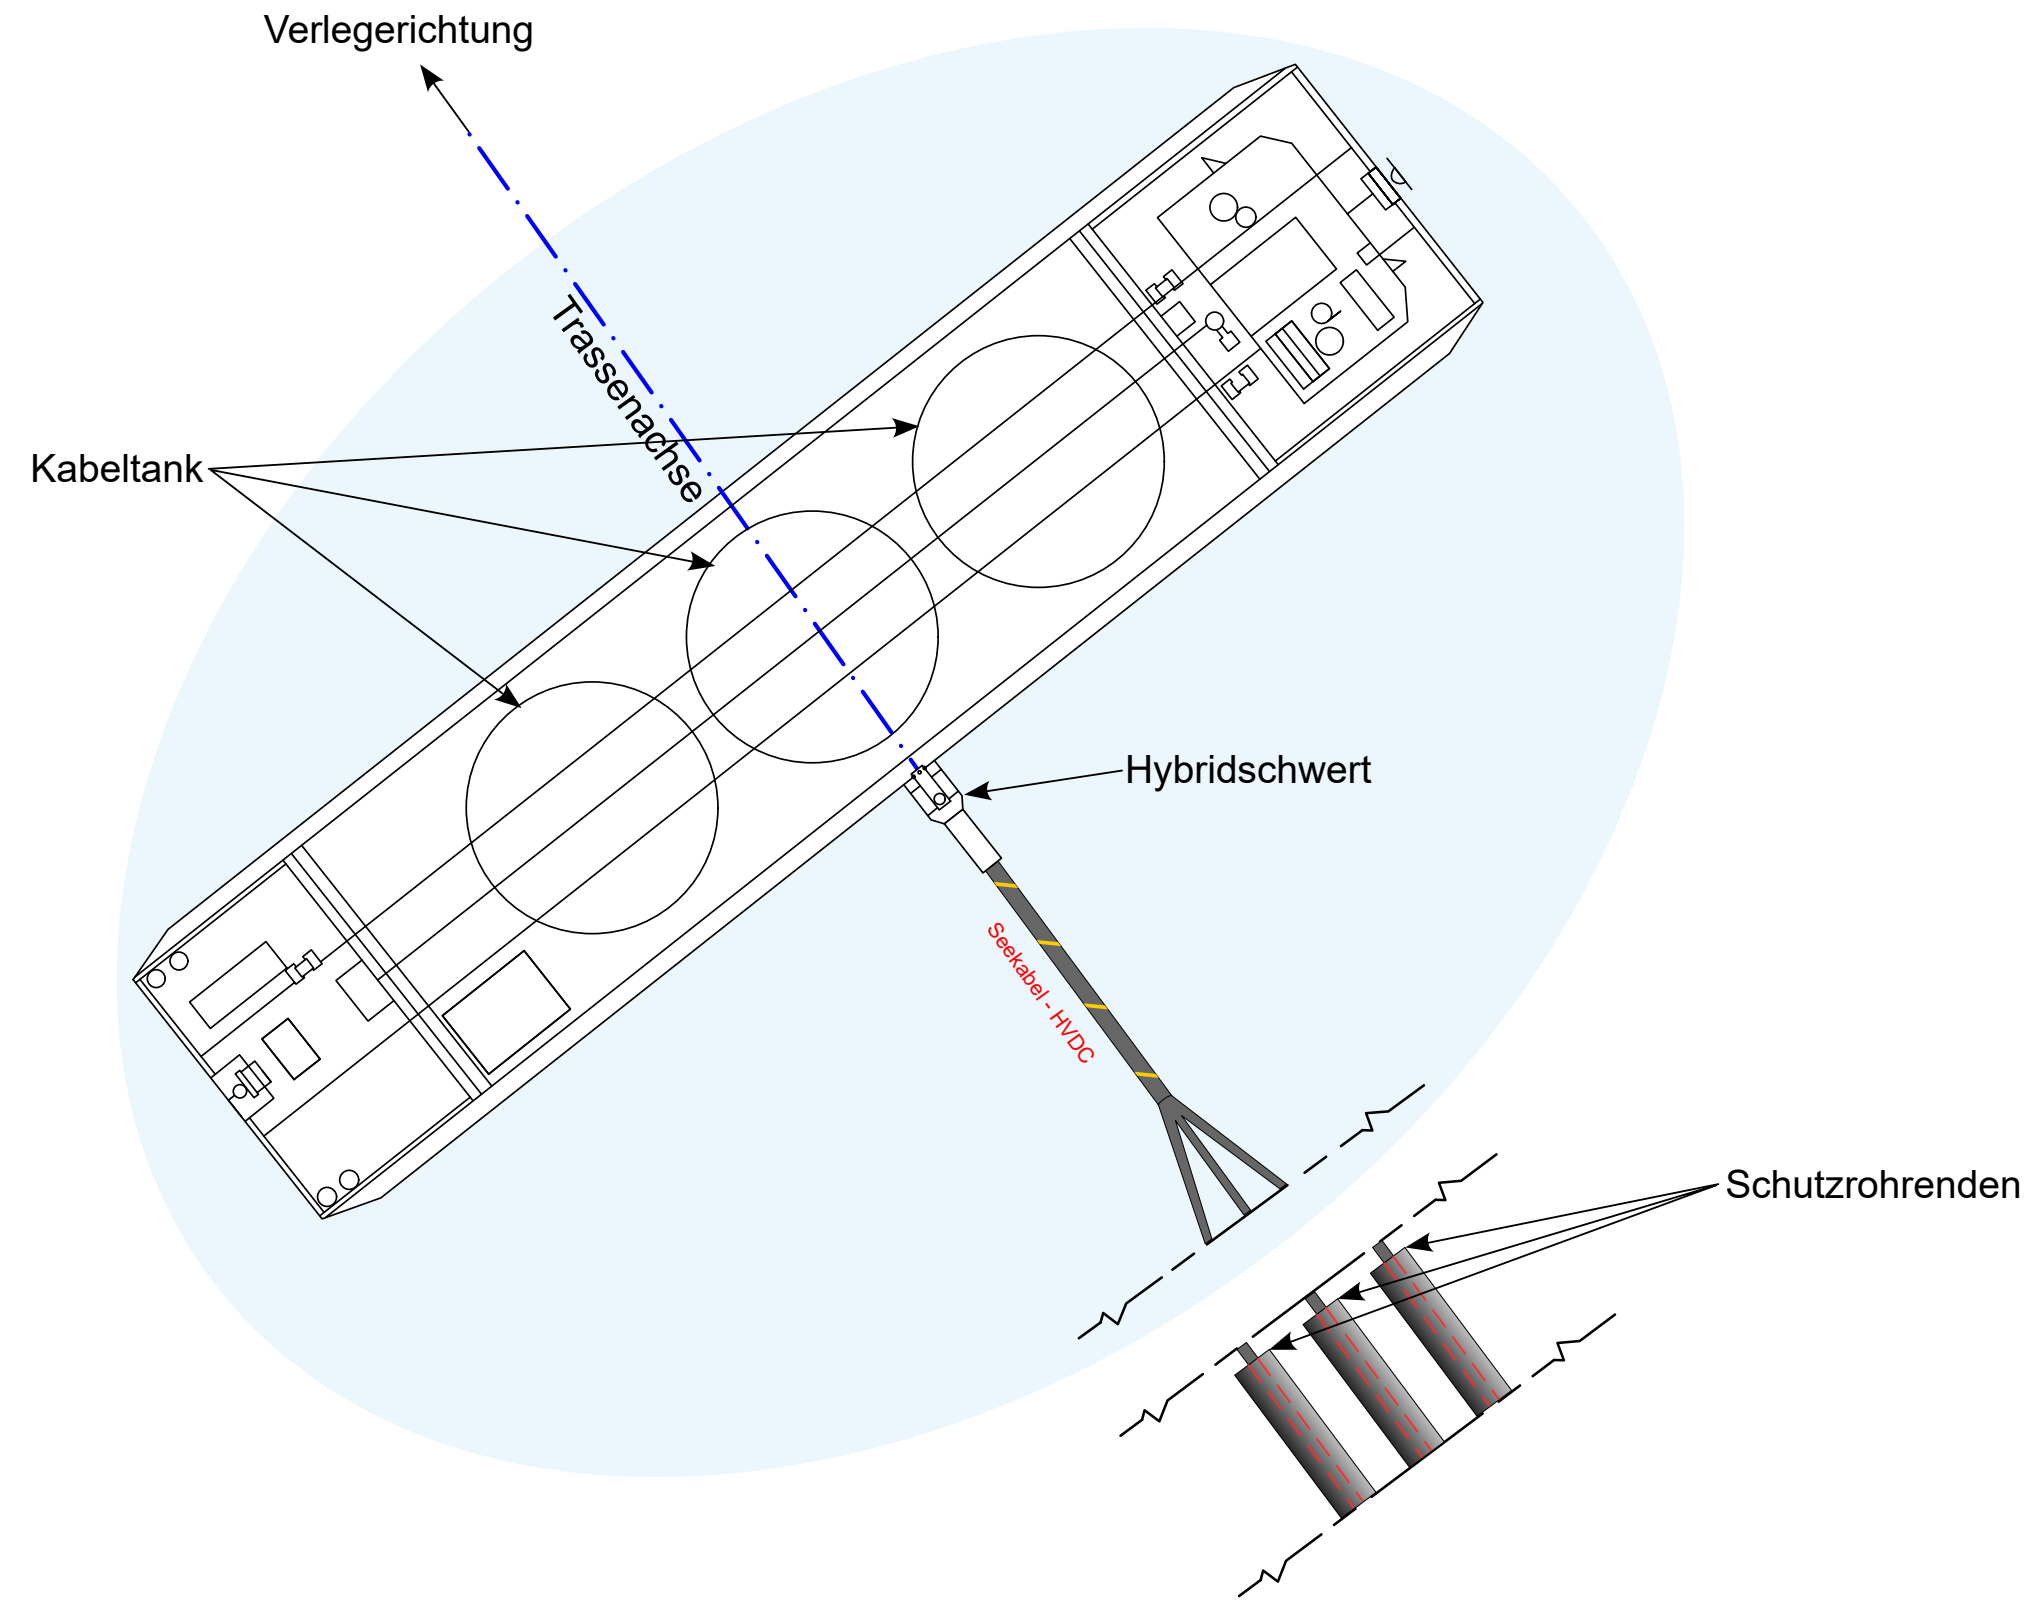 Verlegerichtung
Trassenachse
Kabeltank
Hybridschwert
Seekabel - HVDC
Schutzrohrenden